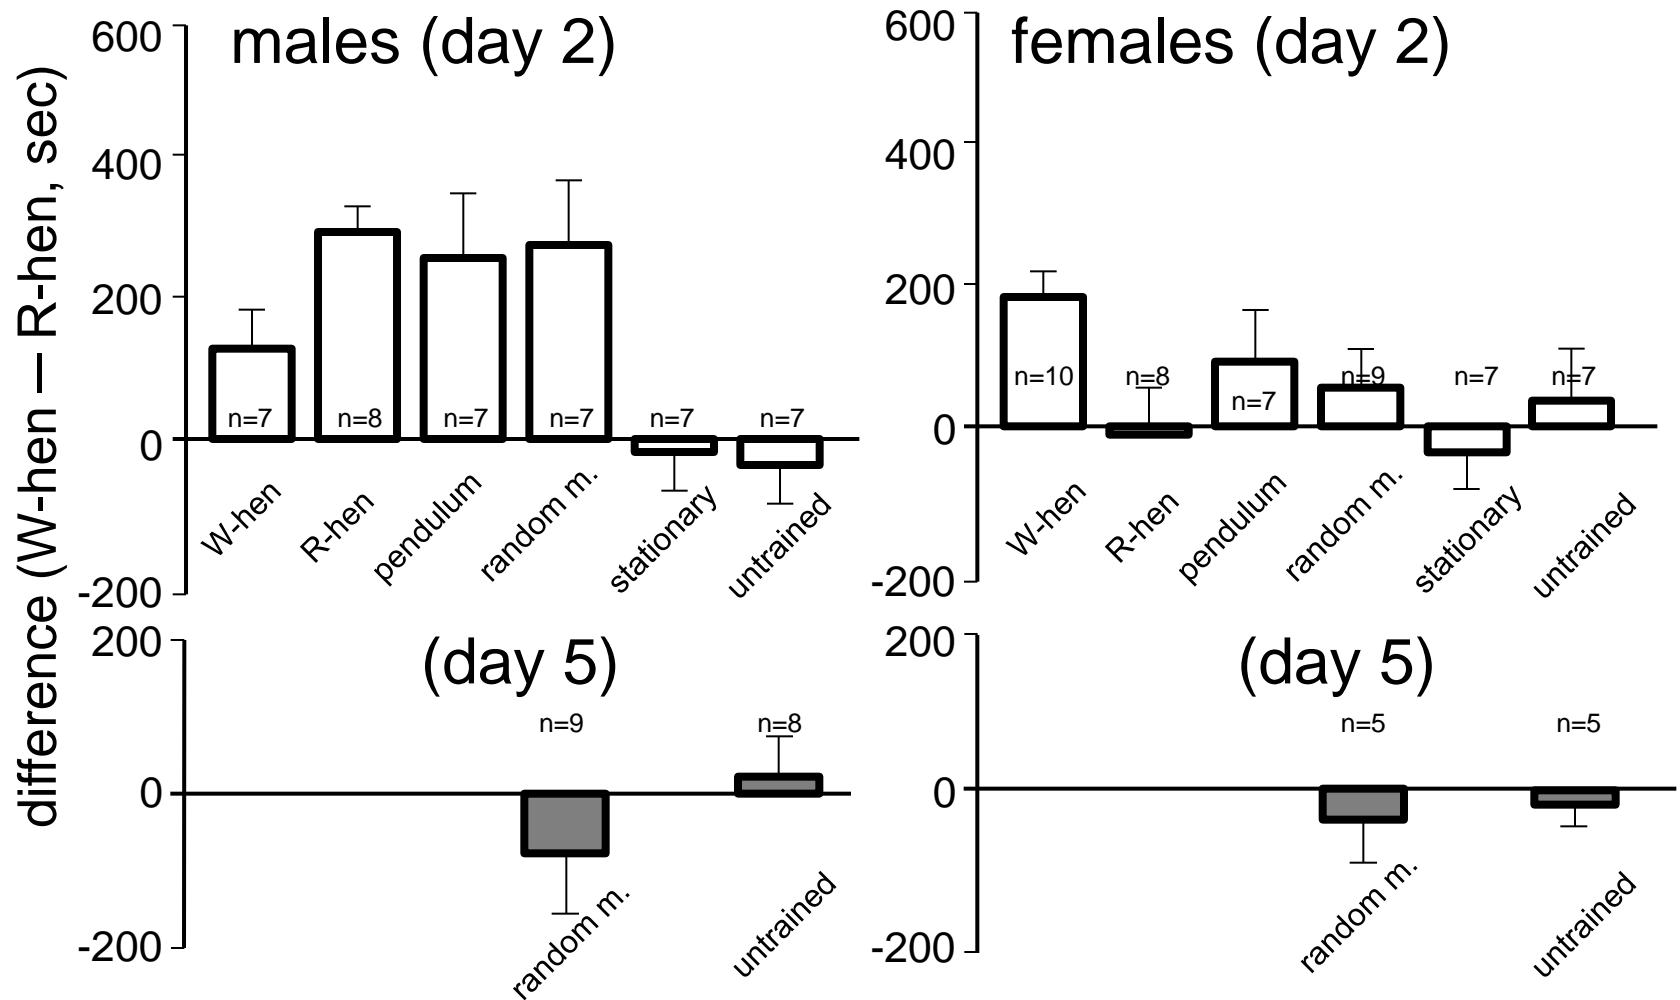 difference (W-hen — R-hen, sec)
males (day 2)
600
400
200
0
-200
n=7
n=8
n=7
n=7
n=7
n=7
W-hen
R-hen
pendulum
random m.
stationary
untrained
females (day 2)
600
400
200
0
-200
n=10
n=8
n=7
n=9
n=7
n=7
W-hen
R-hen
pendulum
random m.
stationary
untrained
(day 5)
200
0
-200
n=9
n=8
random m.
untrained
(day 5)
200
0
-200
n=5
n=5
random m.
untrained